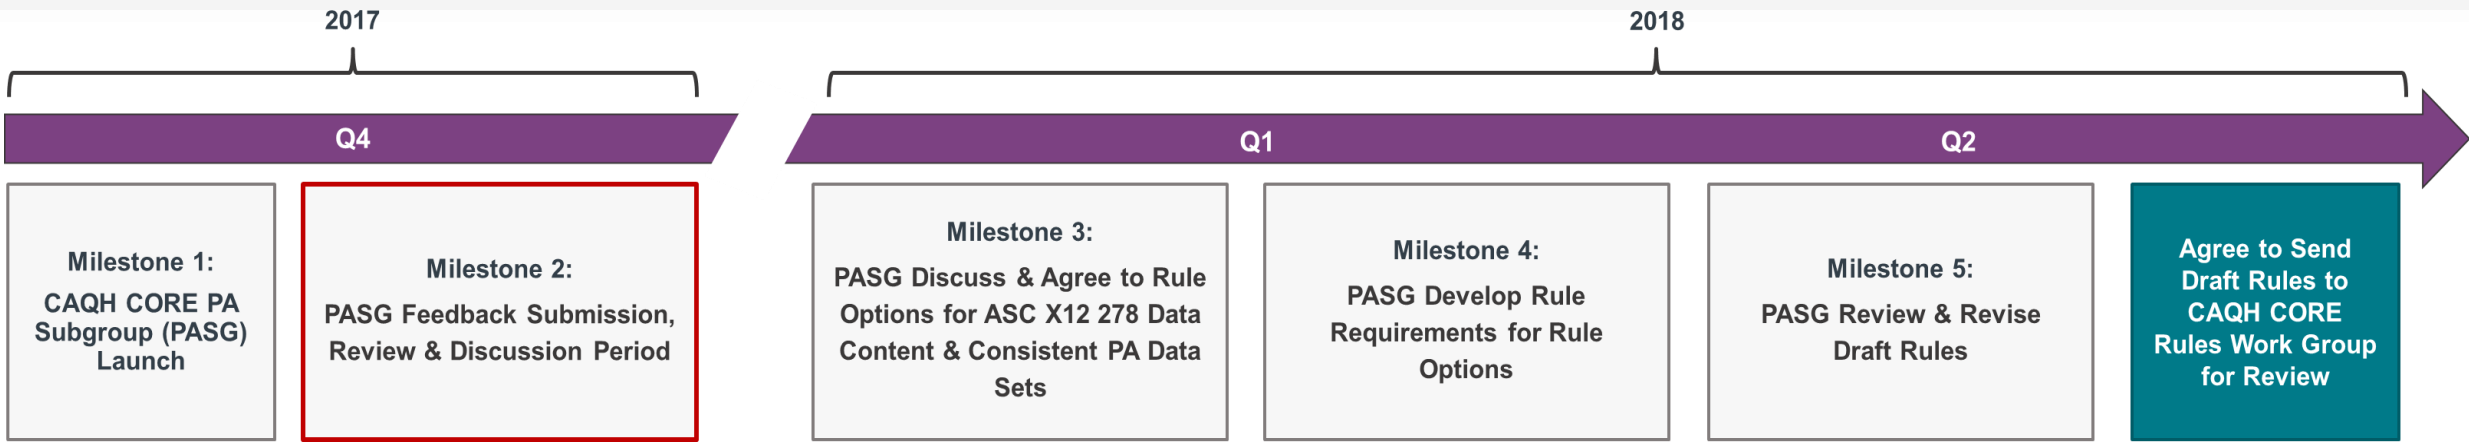 2017
2018
Q4
Q1
Q2
Milestone 1:
CAQH CORE PA
Subgroup (PASG)
Launch
Milestone 2:
PASG Feedback Submission,
Review & Discussion Period
Milestone 3:
PASG Discuss & Agree to Rule
Options for ASC X12 278 Data
Content & Consistent PA Data
Sets
Milestone 4:
PASG Develop Rule
Requirements for Rule
Options
Milestone 5:
PASG Review & Revise
Draft Rules
Agree to Send
Draft Rules to
CAQH CORE
Rules Work Group
for Review